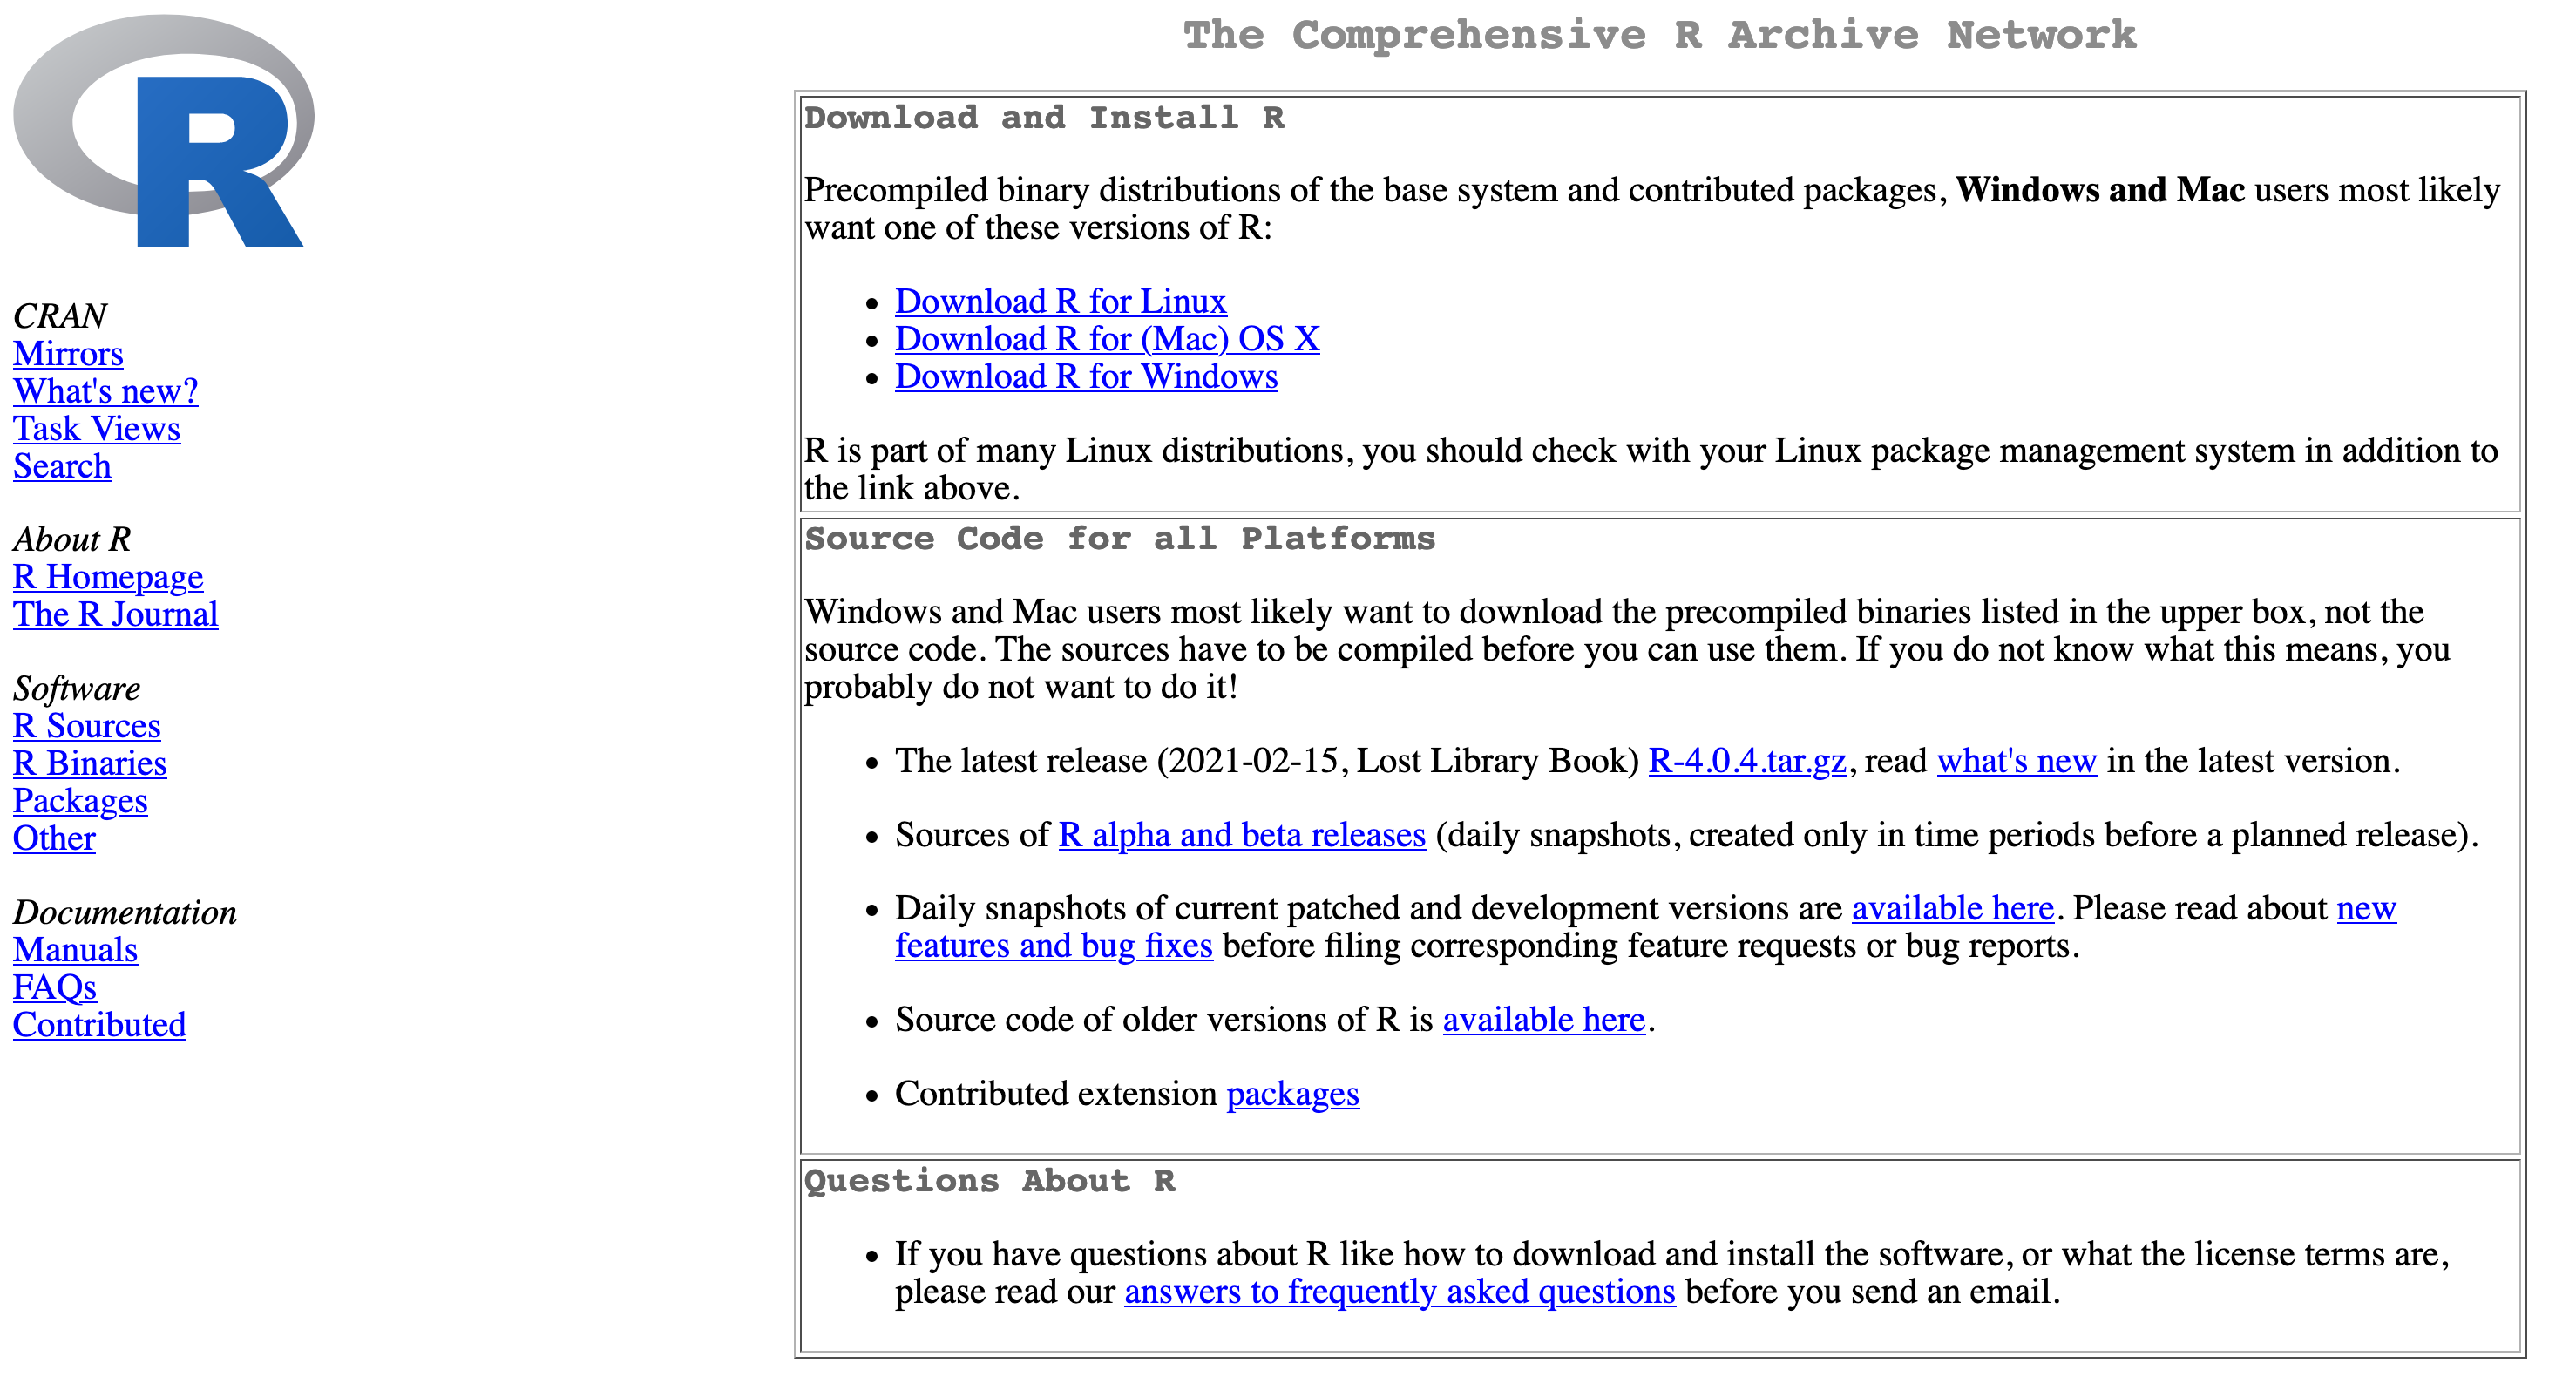 R
CRAN
Mirrors
What's new?
Task Views
Search
About R
R Homepage
The R Journal
Software
R Sources
R Binaries
Packages
Other
Documentation
Manuals
FAQs
Contributed
The Comprehensive R Archive Network
Download and Install R
Precompiled binary distributions of the base system and contributed packages, Windows and Mac users most likely
want one of these versions of R:
• Download R for Linux
• Download R for (Mac) OS X
• Download R for Windows
R is part of many Linux distributions, you should check with your Linux package management system in addition to
the link above.
Source Code for all Platforms
Windows and Mac users most likely want to download the precompiled binaries listed in the upper box, not the
source code. The sources have to be compiled before you can use them. If you do not know what this means, you
probably do not want to do it!
• The latest release (2021-02-15, Lost Library Book) R-4.0.4.tar.gz, read what's new in the latest version.
• Sources of R alpha and beta releases (daily snapshots, created only in time periods before a planned release).
• Daily snapshots of current patched and development versions are available here. Please read about new
features and bug fixes before filing corresponding feature requests or bug reports.
• Source code of older versions of R is available here.
• Contributed extension packages
Questions About R
• If you have questions about R like how to download and install the software, or what the license terms are,
please read our answers to frequently asked questions before you send an email.